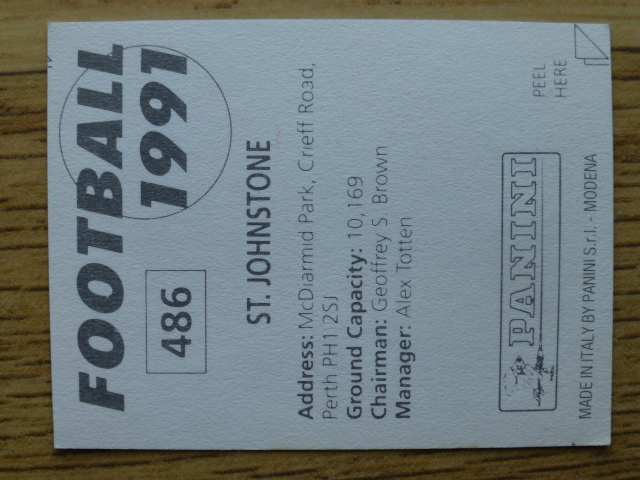 FOOTBALL
486 1991
ST. JOHNSTONE
Address: McDiarmid Park, Crieff Road,
Perth PH1 2SJ
Ground Capacity: 10,169
Chairman: Geoffrey S. Brown
Manager: Alex Totten
PANINI
PEEL
HERE
MADE IN ITALY BY PANINI S.r.l. - MODENA